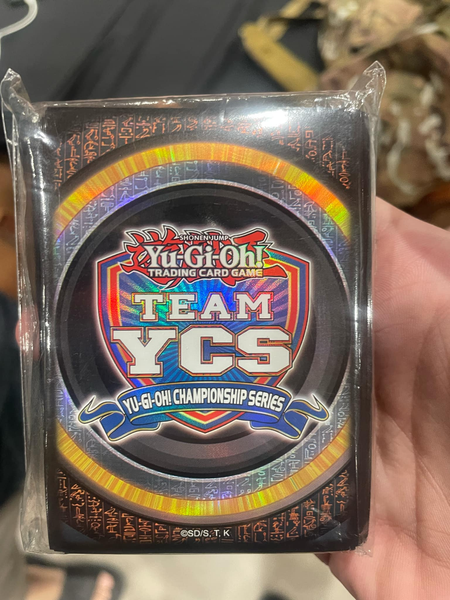 SHONEN JUMP
Yu-Gi-Oh!
TRADING CARD GAME
TEAM
YCS
YU-GI-OH! CHAMPIONSHIP SERIES
©SD/S, T, K